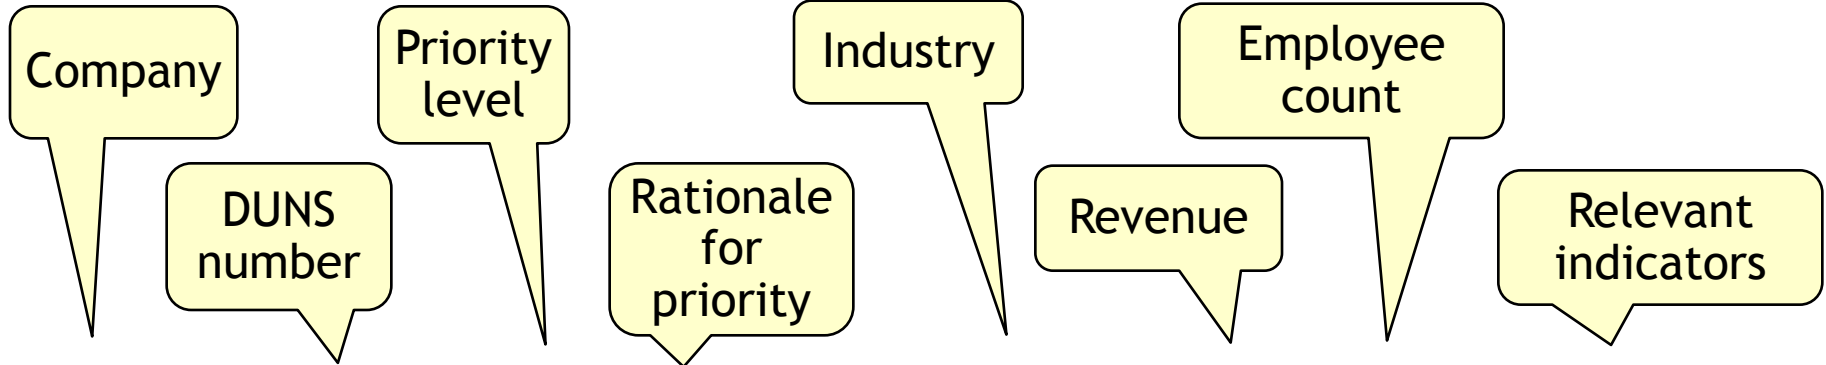 Company
DUNS
number
Priority
level
Rationale
for
priority
Industry
Revenue
Employee
count
Relevant
indicators